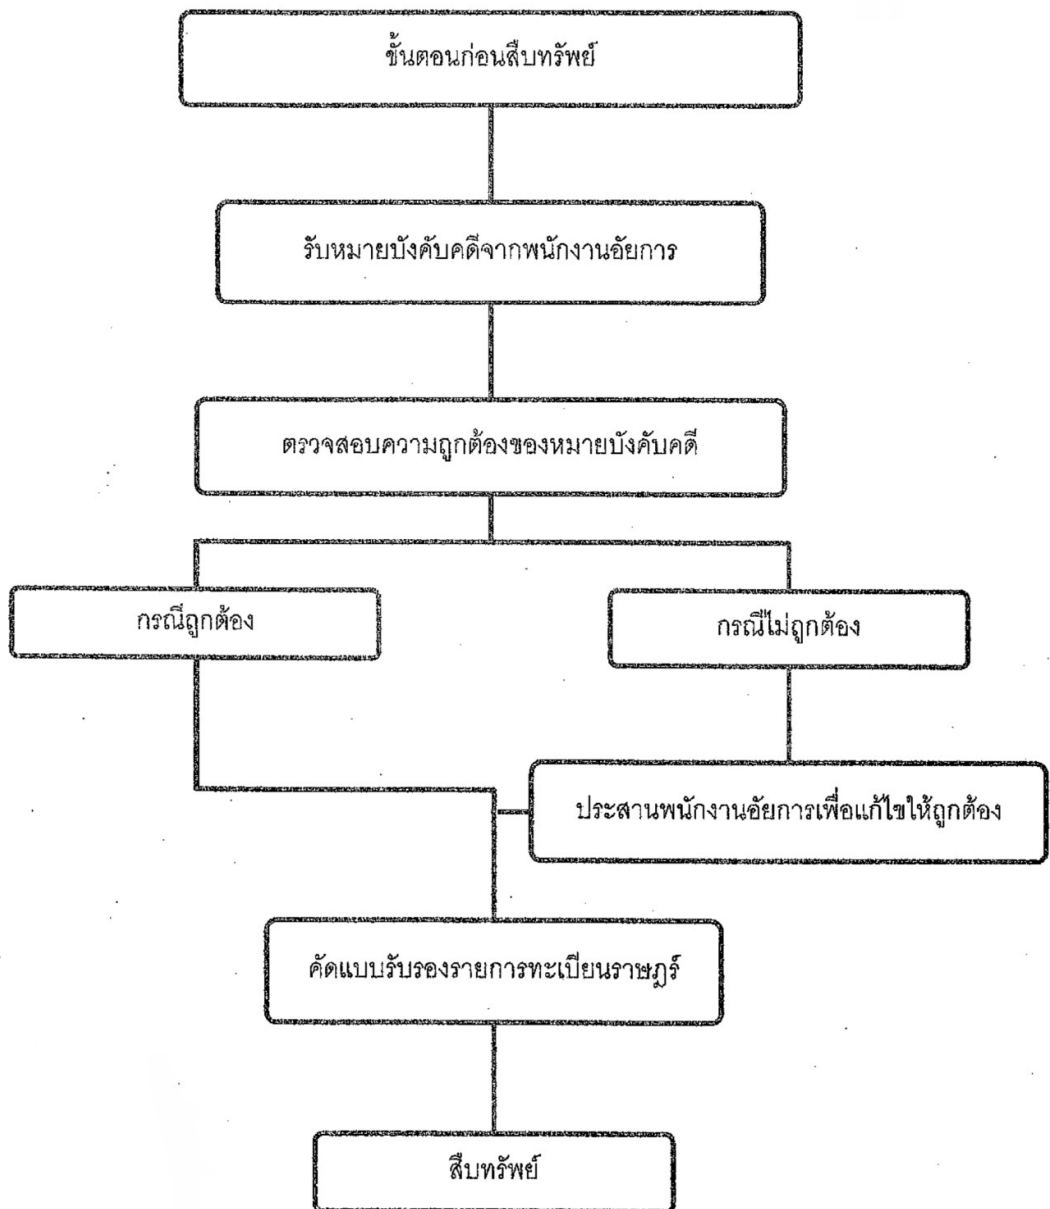 ขั้นตอนก่อนสืบทรัพย์
รับหมายบังคับคดีจากพนักงานอัยการ
ตรวจสอบความถูกต้องของหมายบังคับคดี
กรณีถูกต้อง
กรณีไม่ถูกต้อง
ประสานพนักงานอัยการเพื่อแก้ไขให้ถูกต้อง
คัดแบบรับรองรายการทะเบียนราษฎร์
สืบทรัพย์